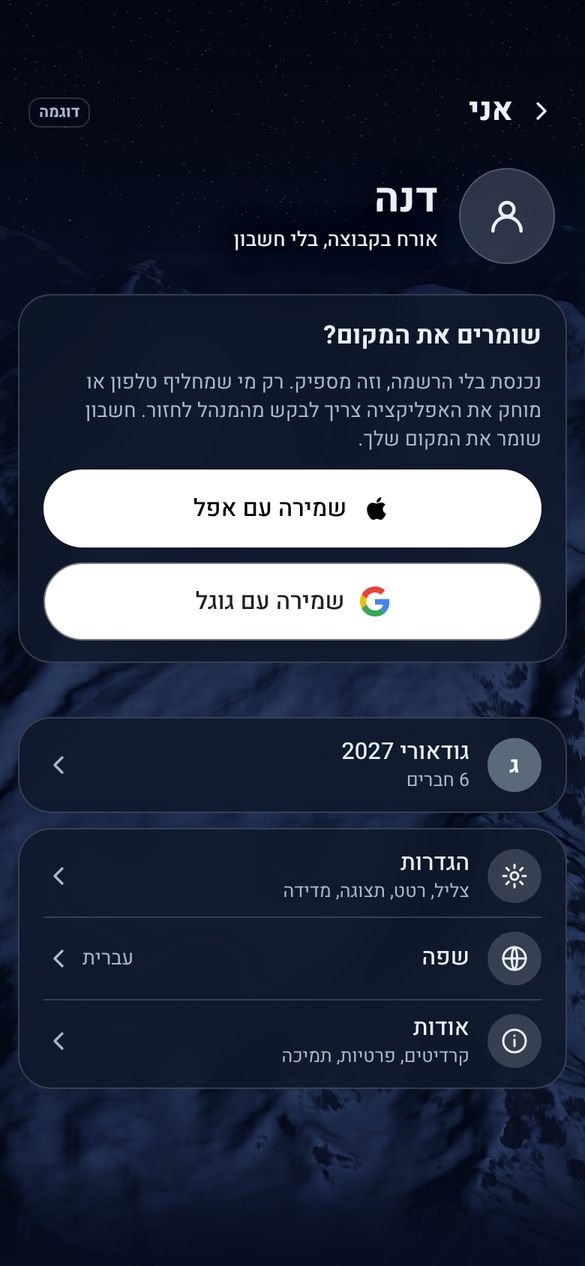 אני
דוגמה
דנה
אורח בקבוצה, בלי חשבון
שומרים את המקום?
נכנסת בלי הרשמה, וזה מספיק. רק מי שמחליף טלפון או
מוחק את האפליקציה צריך לבקש מהמנהל לחזור. חשבון
שומר את המקום שלך.
שמירה עם אפל
שמירה עם גוגל
ג
גודאורי 2027
6 חברים
הגדרות
צליל, רטט, תצוגה, מדידה
שפה
עברית
אודות
קרדיטים, פרטיות, תמיכה